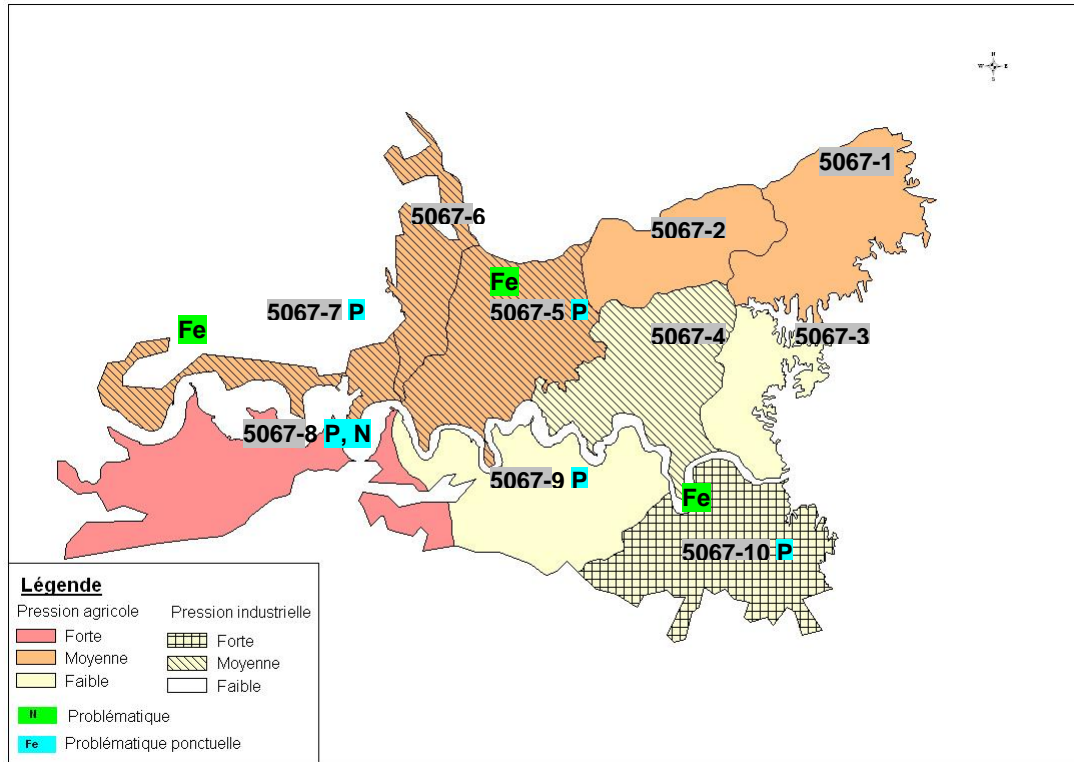 N
W E
S
5067-1
5067-6
5067-2
Fe
5067-7 P
5067-5 P
Fe
5067-4
5067-3
5067-8 P, N
5067-9 P
Fe
5067-10 P
Légende
Pression agricole
Pression industrielle
Forte
Forte
Moyenne
Moyenne
Faible
Faible
N Problématique
Fe Problématique ponctuelle